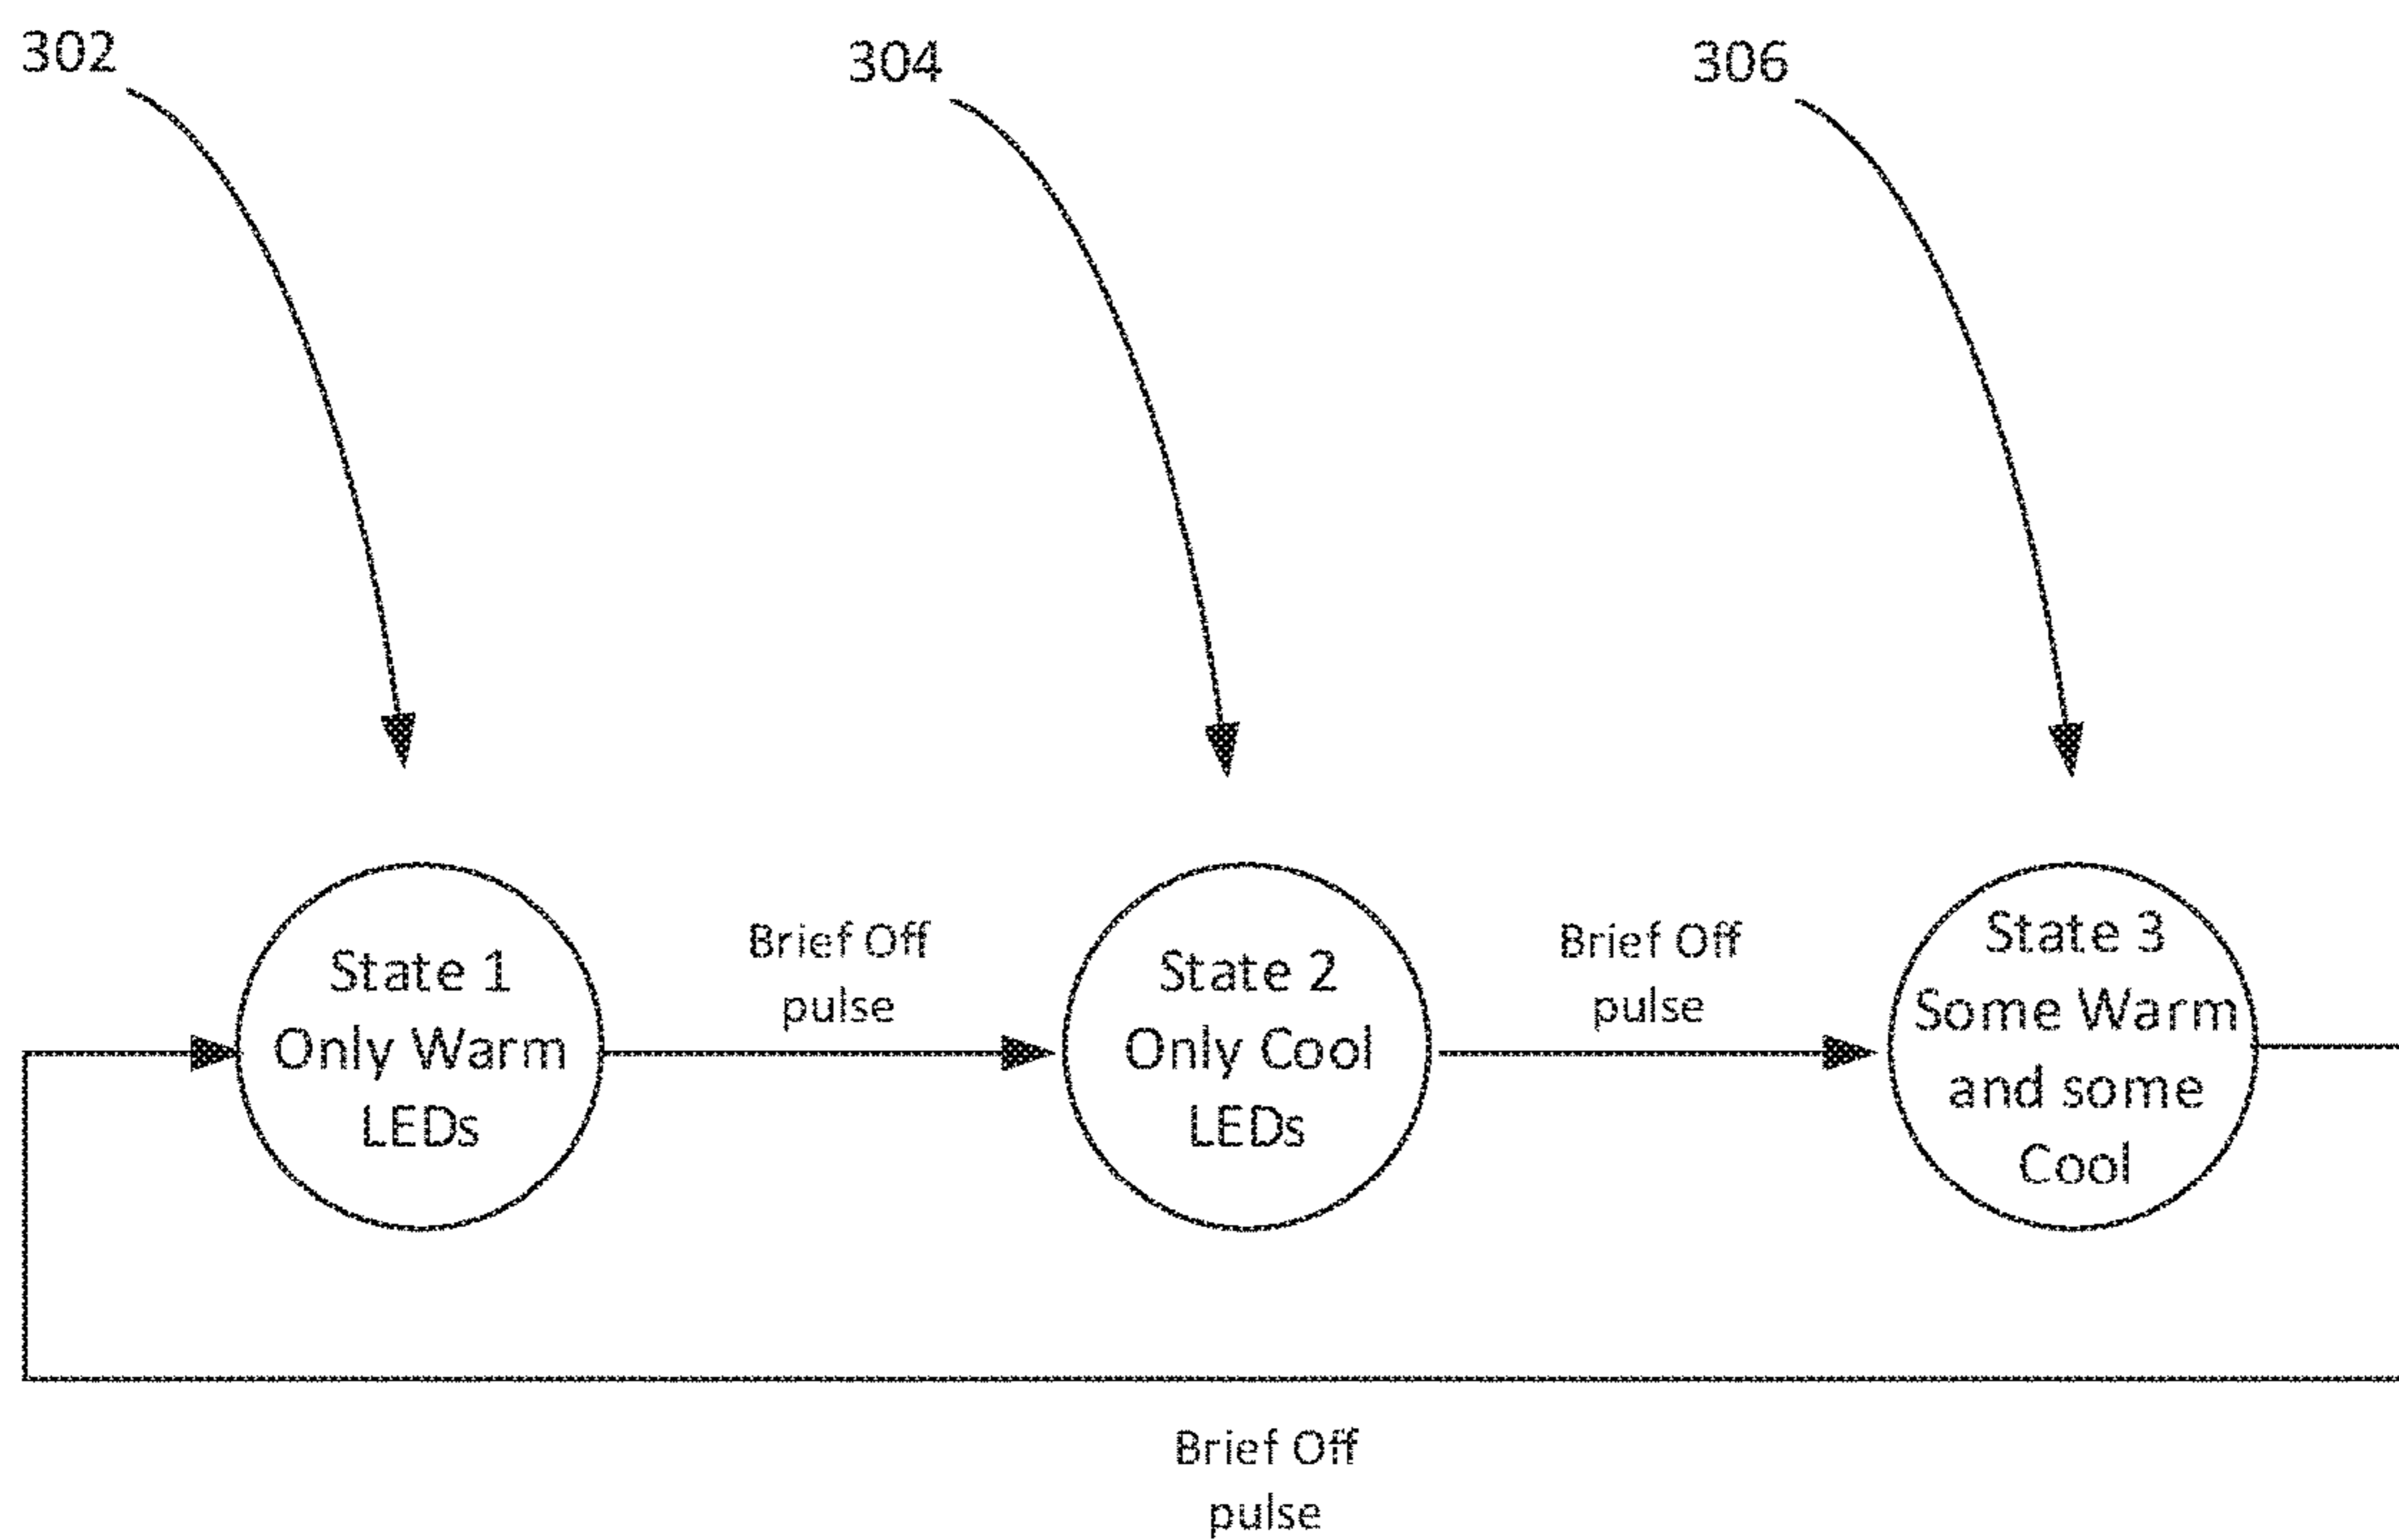 302
304
306
State 1
Only Warm
LEDs
Brief Off
pulse
State 2
Only Cool
LEDs
Brief Off
pulse
State 3
Some Warm
and some
Cool
Brief Off
pulse